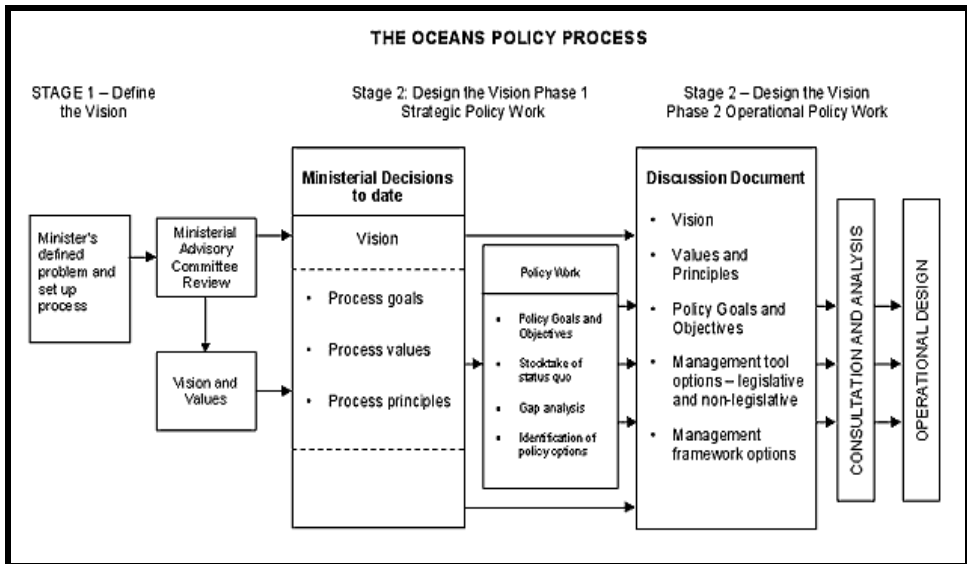 THE OCEANS POLICY PROCESS
STAGE 1 – Define
the Vision
Stage 2: Design the Vision Phase 1
Strategic Policy Work
Stage 2 – Design the Vision
Phase 2 Operational Policy Work
Minister's
defined
problem and
set up
process
Ministerial
Advisory
Committee
Review
Vision and
Values
Ministerial Decisions
to date
Vision
• Process goals
• Process values
• Process principles
Policy Work
• Policy Goals and
Objectives
• Stocktake of
status quo
• Gap analysis
• Identification of
policy options
Discussion Document
• Vision
• Values and
Principles
• Policy Goals and
Objectives
• Management tool
options – legislative
and non-legislative
• Management
framework options
CONSULTATION AND ANALYSIS
OPERATIONAL DESIGN